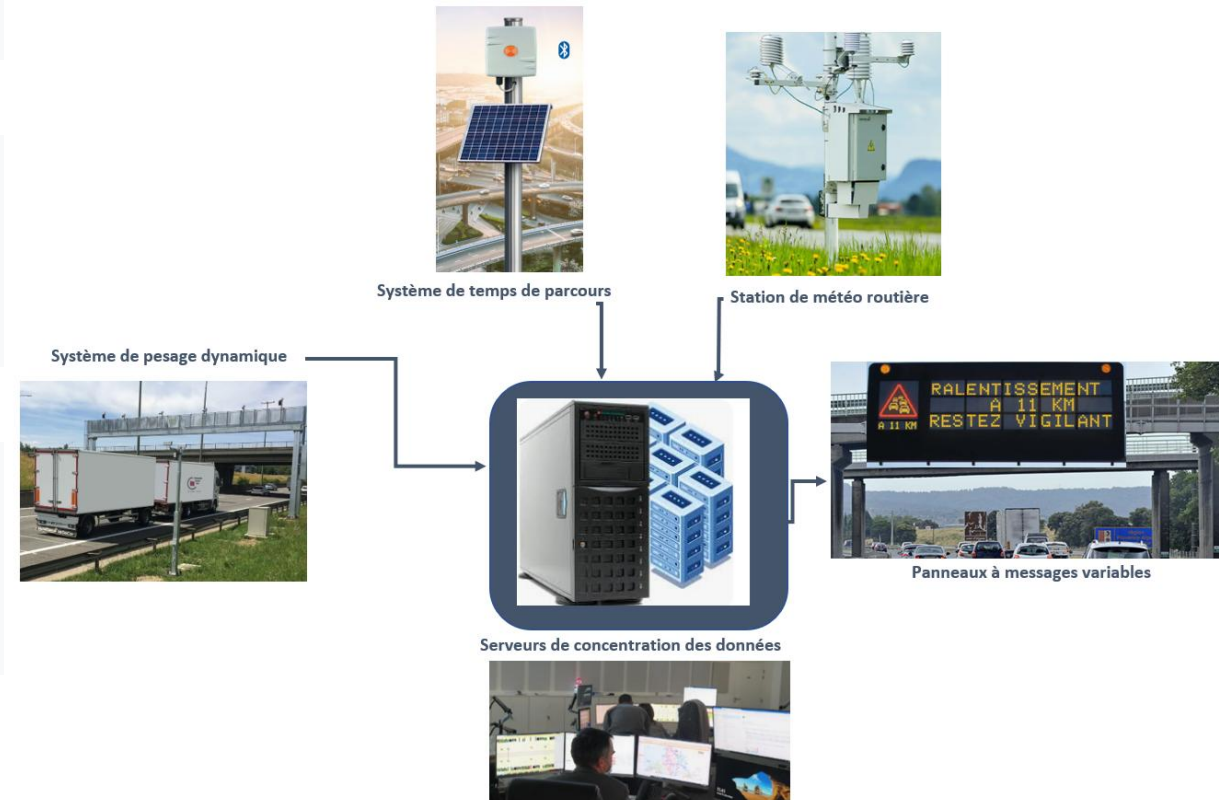 Système de temps de parcours
Station de météo routière
Système de pesage dynamique
RALENTISSEMENT
A 11 KM
RESTEZ VIGILANT
A 11 KM
Panneaux à messages variables
Serveurs de concentration des données